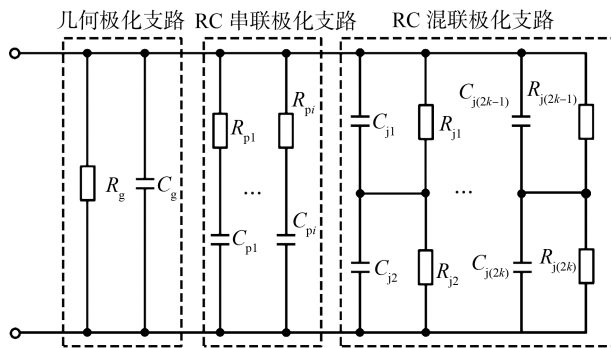 几何极化支路 RC 串联极化支路 RC 混联极化支路
R_g C_g
R_p1 R_pi
... 
C_p1 C_pi
C_j1 R_j1 C_j(2k-1) R_j(2k-1)
...
C_j2 R_j2 C_j(2k) R_j(2k)